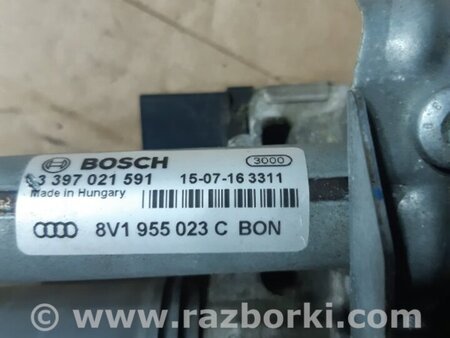 BOSCH 3000
3 397 021 591 15-07-16 3311
Made in Hungary
8V1 955 023 C BON
www.razborki.com